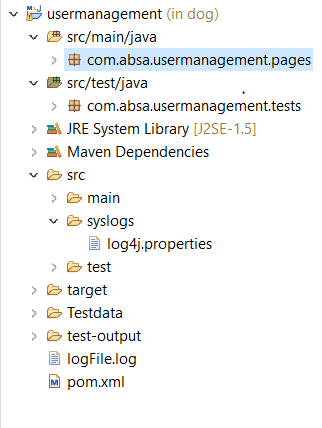 usermanagement (in dog)
src/main/java
com.absa.usermanagement.pages
src/test/java
com.absa.usermanagement.tests
JRE System Library [J2SE-1.5]
Maven Dependencies
src
main
syslogs
log4j.properties
test
target
Testdata
test-output
logFile.log
pom.xml